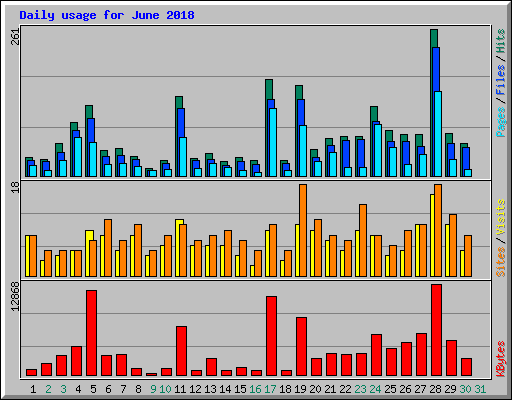 Daily usage for June 2018
261
Pages / Files / Hits
18
Sites / Visits
12868
KBytes
1 2 3 4 5 6 7 8 9 10 11 12 13 14 15 16 17 18 19 20 21 22 23 24 25 26 27 28 29 30 31